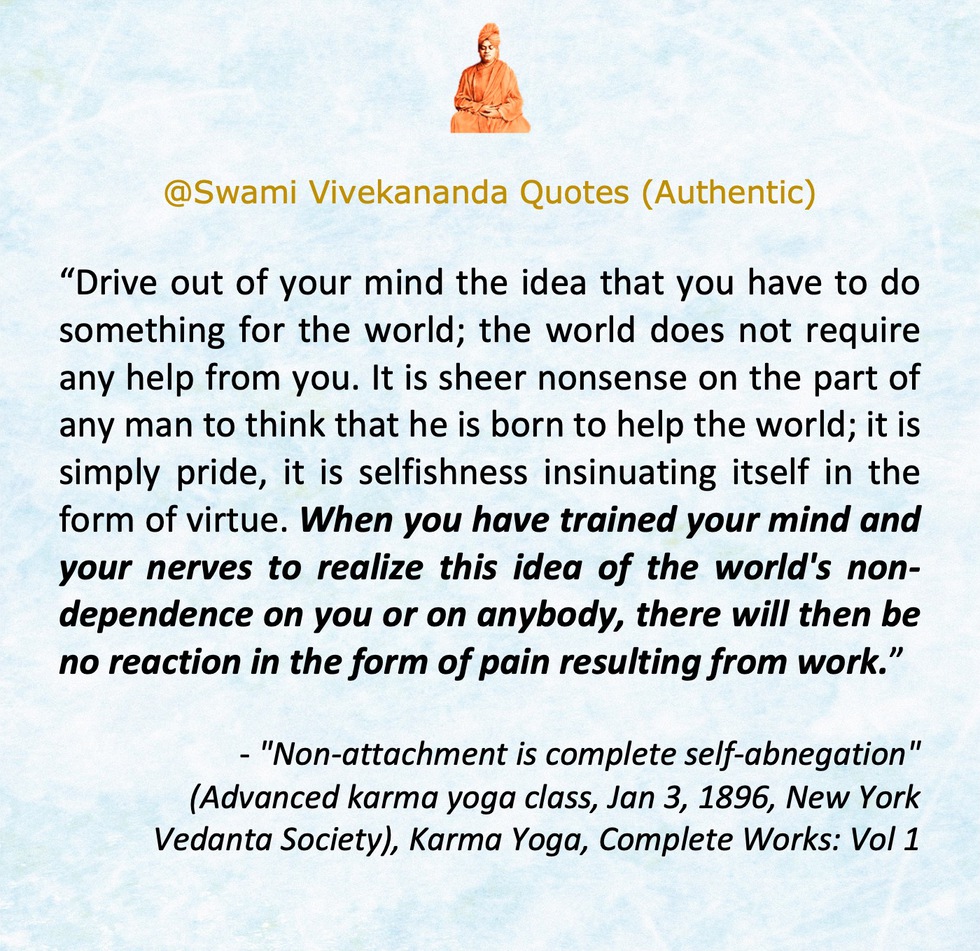 @Swami Vivekananda Quotes (Authentic)
“Drive out of your mind the idea that you have to do
something for the world; the world does not require
any help from you. It is sheer nonsense on the part of
any man to think that he is born to help the world; it is
simply pride, it is selfishness insinuating itself in the
form of virtue. When you have trained your mind and
your nerves to realize this idea of the world's non-
dependence on you or on anybody, there will then be
no reaction in the form of pain resulting from work.”
- "Non-attachment is complete self-abnegation"
(Advanced karma yoga class, Jan 3, 1896, New York
Vedanta Society), Karma Yoga, Complete Works: Vol 1